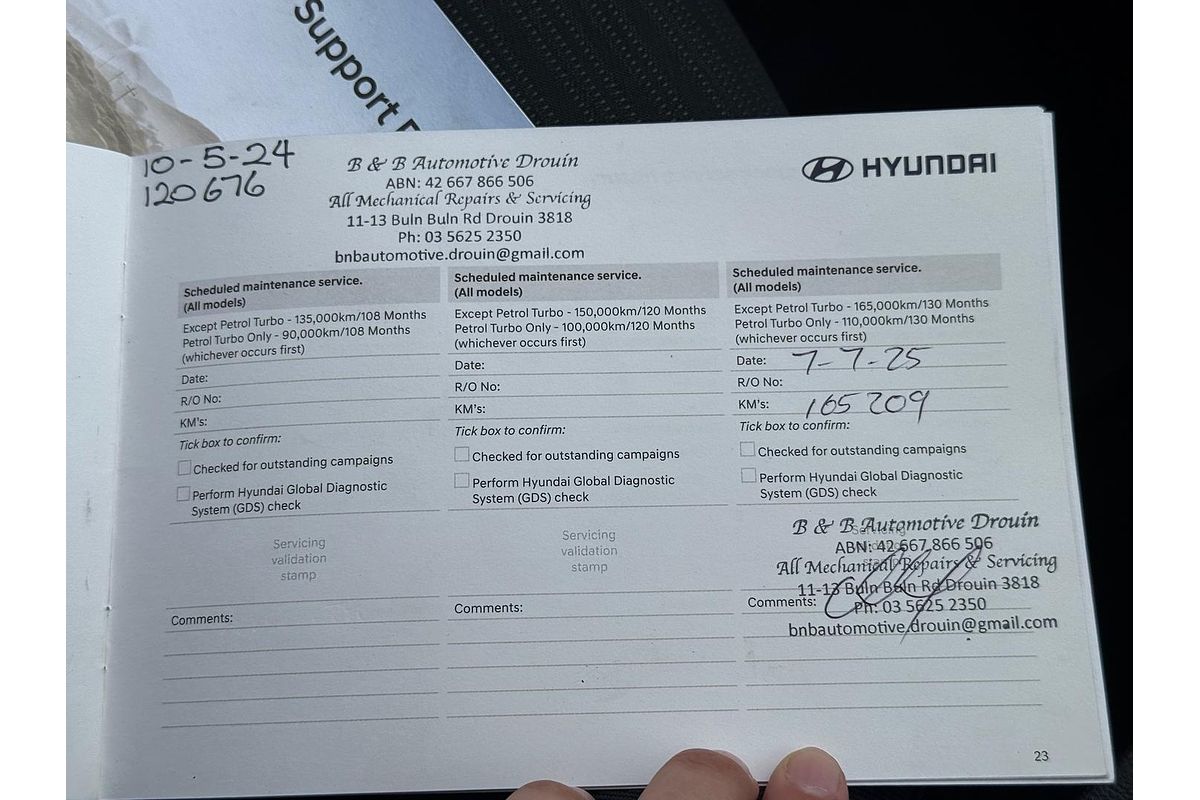 Support
10-5-24
120676
B & B Automotive Drouin
ABN: 42 667 866 506
All Mechanical Repairs & Servicing
11-13 Buln Buln Rd Drouin 3818
Ph: 03 5625 2350
bnbautomotive.drouin@gmail.com
HYUNDAI
Scheduled maintenance service.
(All models)
Except Petrol Turbo - 135,000km/108 Months
Petrol Turbo Only - 90,000km/108 Months
(whichever occurs first)
Date:
R/O No:
KM's:
Tick box to confirm:
Checked for outstanding campaigns
Perform Hyundai Global Diagnostic
System (GDS) check
Servicing
validation
stamp
Comments:
Scheduled maintenance service.
(All models)
Except Petrol Turbo - 150,000km/120 Months
Petrol Turbo Only - 100,000km/120 Months
(whichever occurs first)
Date:
R/O No:
KM's:
Tick box to confirm:
Checked for outstanding campaigns
Perform Hyundai Global Diagnostic
System (GDS) check
Servicing
validation
stamp
Comments:
Scheduled maintenance service.
(All models)
Except Petrol Turbo - 165,000km/130 Months
Petrol Turbo Only - 110,000km/130 Months
(whichever occurs first)
Date: 7-7-25
R/O No:
KM's: 165 209
Tick box to confirm:
Checked for outstanding campaigns
Perform Hyundai Global Diagnostic
System (GDS) check
B & B Automotive Drouin
ABN: 42 667 866 506
All Mechanical Repairs & Servicing
11-13 Buln Buln Rd Drouin 3818
Comments: Ph: 03 5625 2350
bnbautomotive.drouin@gmail.com
23